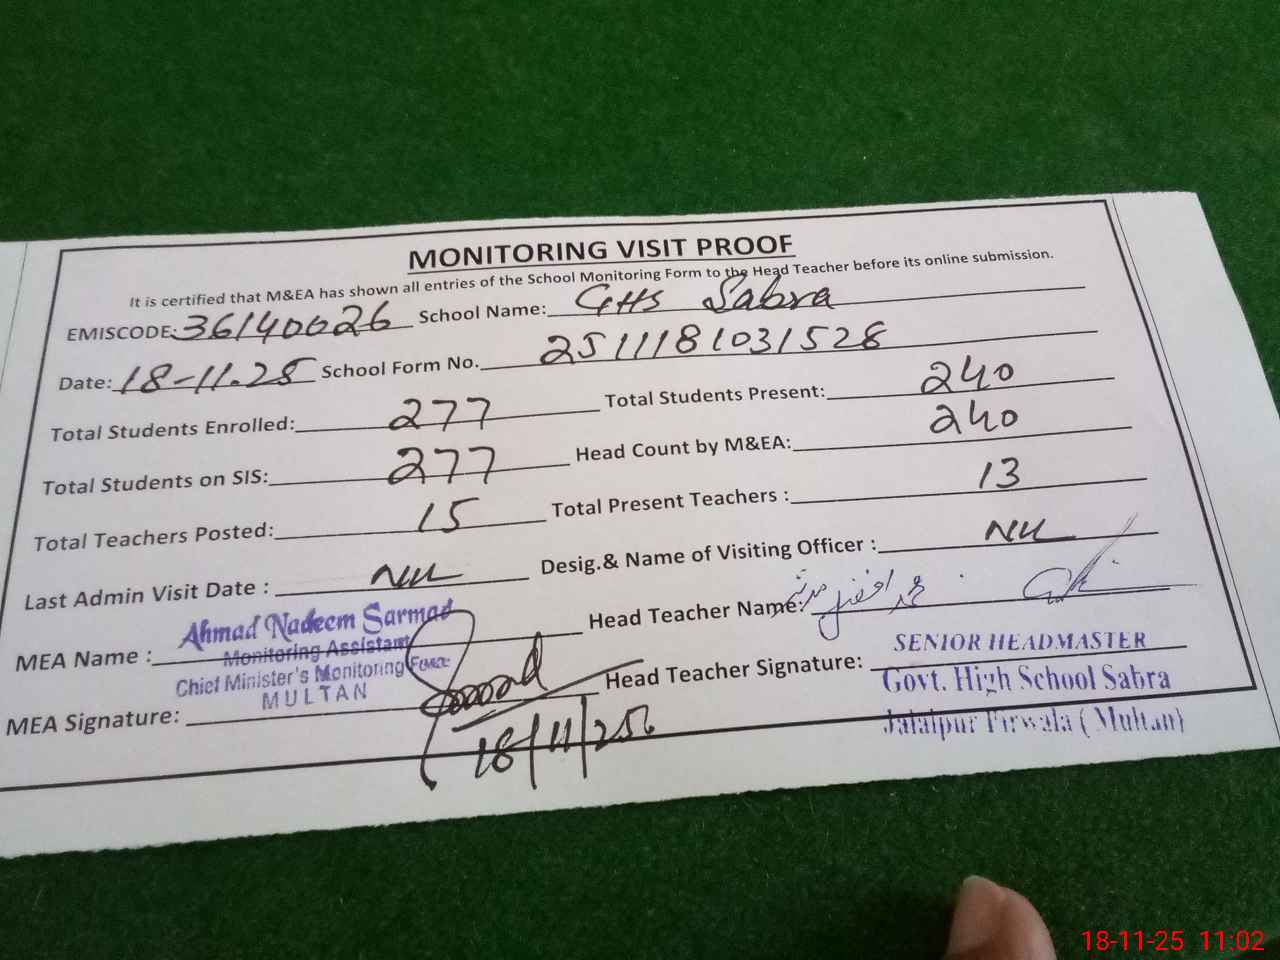 MONITORING VISIT PROOF
It is certified that M&EA has shown all entries of the School Monitoring Form to the Head Teacher before its online submission.
EMISCODE: 36140026 School Name: GHS Sabra
Date: 18-11.25 School Form No. 2511181031528
Total Students Enrolled: 277 Total Students Present: 240
Total Students on SIS: 277 Head Count by M&EA: 240
Total Teachers Posted: 15 Total Present Teachers : 13
Last Admin Visit Date : Nil Desig.& Name of Visiting Officer : Nil
MEA Name : Ahmad Nadeem Sarmad Head Teacher Name:
Monitoring Assistant
Chief Minister's Monitoring Force
MULTAN
MEA Signature: Head Teacher Signature:
18/11/25
SENIOR HEADMASTER
Govt. High School Sabra
Jalalpur Pirwala (Multan)
18-11-25 11:02